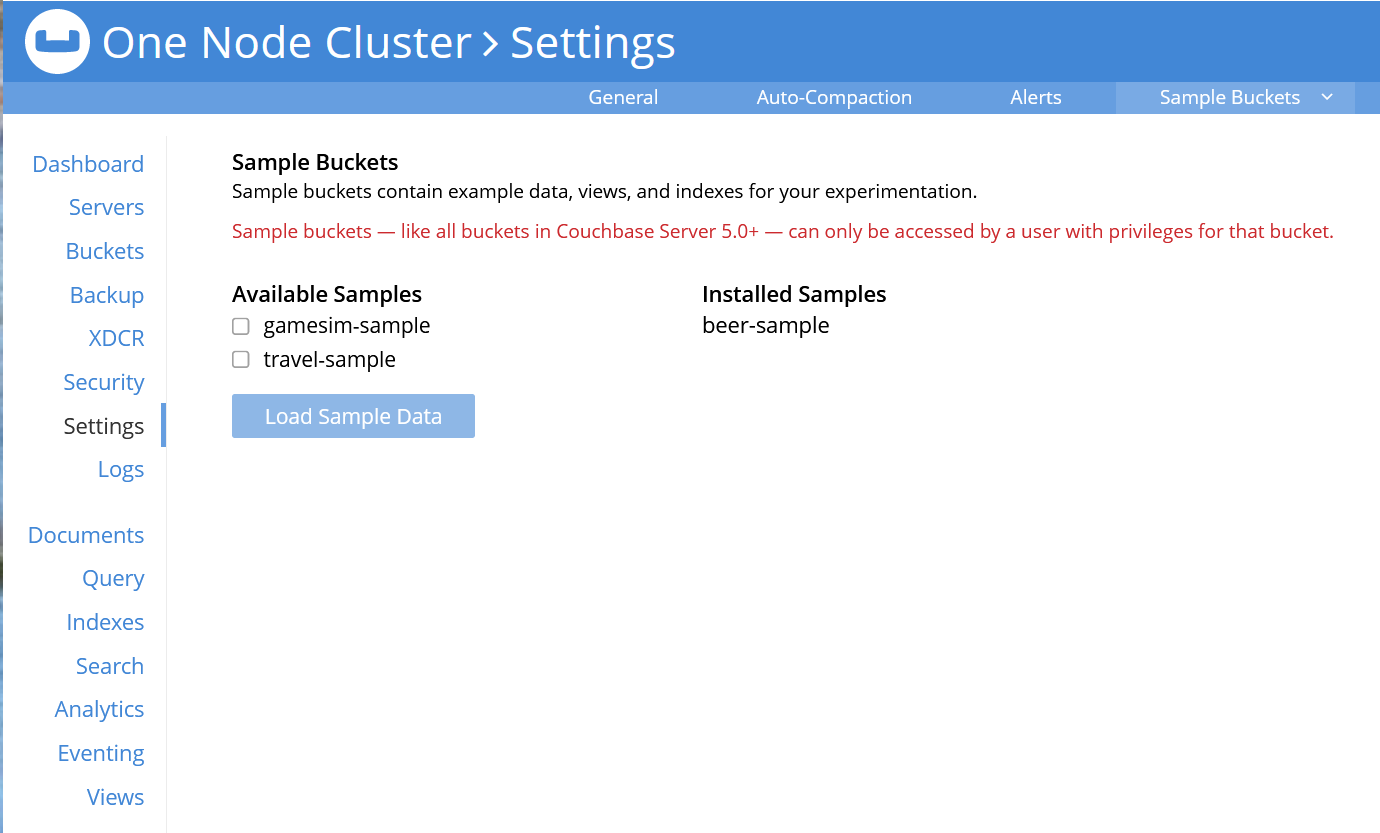 One Node Cluster > Settings
General Auto-Compaction Alerts Sample Buckets
Dashboard
Servers
Buckets
Backup
XDCR
Security
Settings
Logs
Documents
Query
Indexes
Search
Analytics
Eventing
Views
Sample Buckets
Sample buckets contain example data, views, and indexes for your experimentation.
Sample buckets — like all buckets in Couchbase Server 5.0+ — can only be accessed by a user with privileges for that bucket.
Available Samples
gamesim-sample
travel-sample
Load Sample Data
Installed Samples
beer-sample